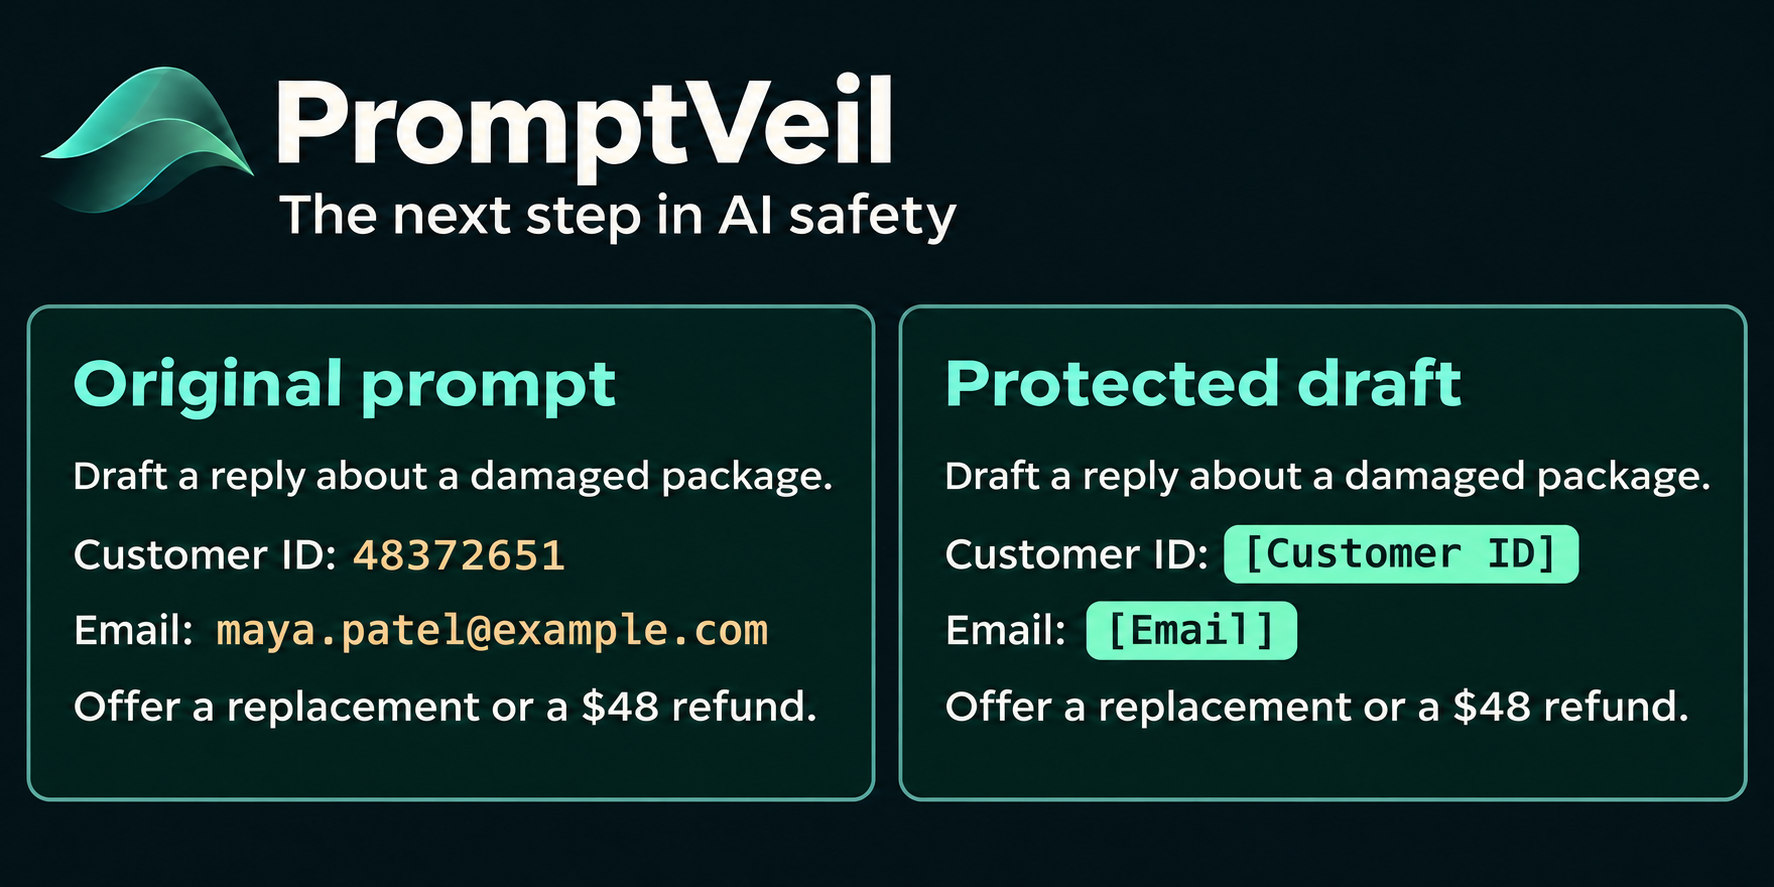 PromptVeil
The next step in AI safety
Original prompt
Draft a reply about a damaged package.
Customer ID: 48372651
Email: maya.patel@example.com
Offer a replacement or a $48 refund.
Protected draft
Draft a reply about a damaged package.
Customer ID: [Customer ID]
Email: [Email]
Offer a replacement or a $48 refund.